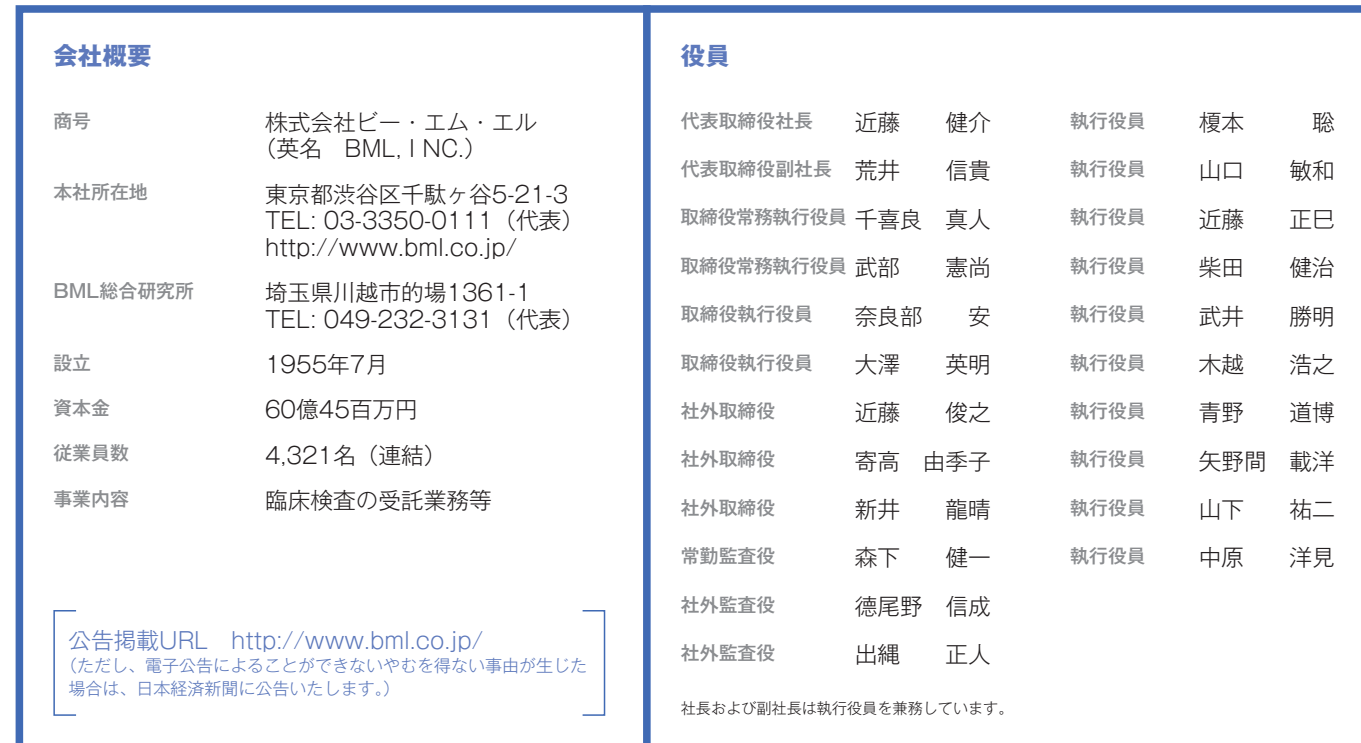 会社概要
商号 株式会社ビー・エム・エル
(英名 BML, I NC.)
本社所在地 東京都渋谷区千駄ヶ谷5-21-3
TEL: 03-3350-0111(代表)
http://www.bml.co.jp/
BML総合研究所 埼玉県川越市的場1361-1
TEL: 049-232-3131(代表)
設立 1955年7月
資本金 60億45百万円
従業員数 4,321名(連結)
事業内容 臨床検査の受託業務等
公告掲載URL http://www.bml.co.jp/
(ただし、電子公告によることができないやむを得ない事由が生じた
場合は、日本経済新聞に公告いたします。)
役員
代表取締役社長 近藤 健介 執行役員 榎本 聡
代表取締役副社長 荒井 信貴 執行役員 山口 敏和
取締役常務執行役員 千喜良 真人 執行役員 近藤 正巳
取締役常務執行役員 武部 憲尚 執行役員 柴田 健治
取締役執行役員 奈良部 安 執行役員 武井 勝明
取締役執行役員 大澤 英明 執行役員 木越 浩之
社外取締役 近藤 俊之 執行役員 青野 道博
社外取締役 寄高 由季子 執行役員 矢野間 載洋
社外取締役 新井 龍晴 執行役員 山下 祐二
常勤監査役 森下 健一 執行役員 中原 洋見
社外監査役 德尾野 信成
社外監査役 出縄 正人
社長および副社長は執行役員を兼務しています。